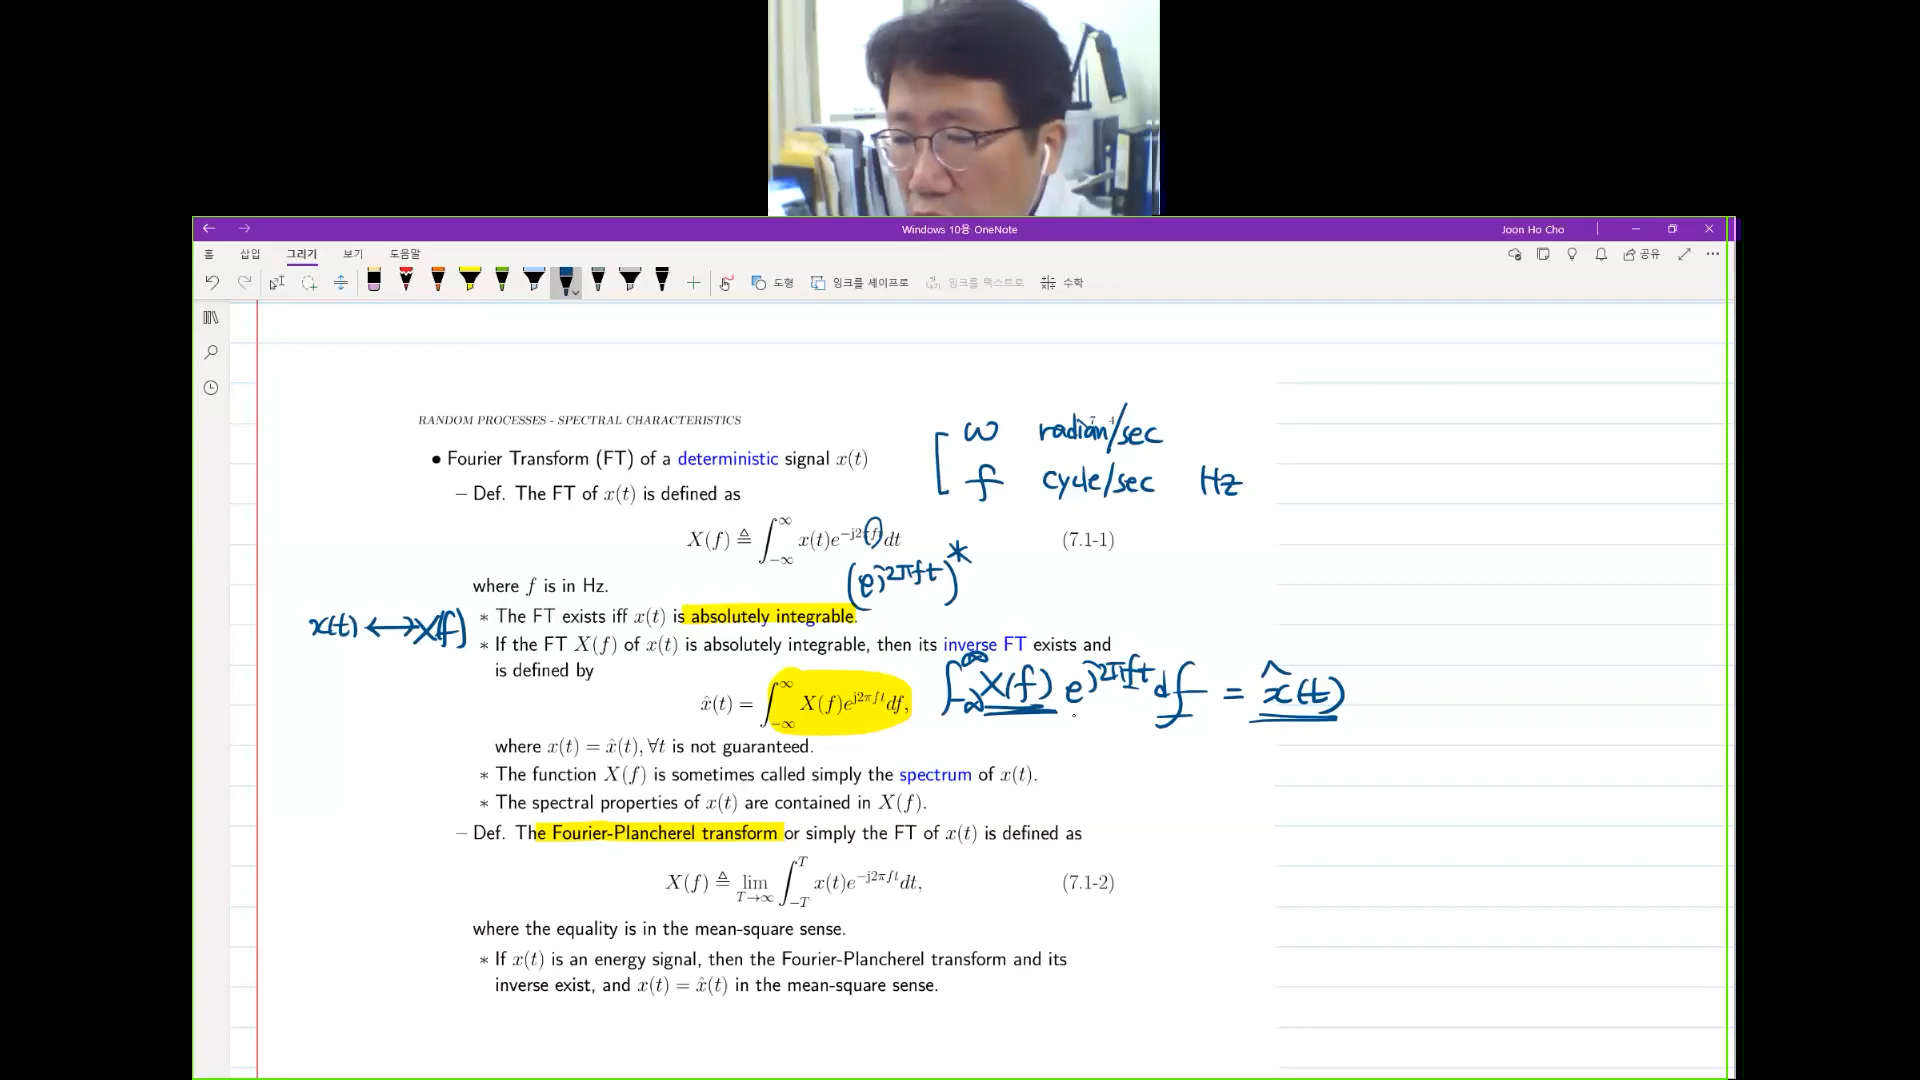 Windows 10용 OneNote
Joon Ho Cho
홈 삽입 그리기 보기 도움말
공유
도형 잉크를 셰이프로 잉크를 텍스트로 수학
RANDOM PROCESSES - SPECTRAL CHARACTERISTICS
ω radian/sec
f cycle/sec Hz
• Fourier Transform (FT) of a deterministic signal x(t)
– Def. The FT of x(t) is defined as
X(f) ≜ ∫_{−∞}^{∞} x(t)e^{−j2πft}dt (7.1-1)
(e^{j2πft})*
where f is in Hz.
∗ The FT exists iff x(t) is absolutely integrable.
x(t) ↔ X(f)
∗ If the FT X(f) of x(t) is absolutely integrable, then its inverse FT exists and
is defined by
x̂(t) = ∫_{−∞}^{∞} X(f)e^{j2πft}df,
∫_{−∞}^{∞} X(f) e^{j2πft} df = x̂(t)
where x(t) = x̂(t), ∀t is not guaranteed.
∗ The function X(f) is sometimes called simply the spectrum of x(t).
∗ The spectral properties of x(t) are contained in X(f).
– Def. The Fourier-Plancherel transform or simply the FT of x(t) is defined as
X(f) ≜ lim_{T→∞} ∫_{−T}^{T} x(t)e^{−j2πft}dt, (7.1-2)
where the equality is in the mean-square sense.
∗ If x(t) is an energy signal, then the Fourier-Plancherel transform and its
inverse exist, and x(t) = x̂(t) in the mean-square sense.